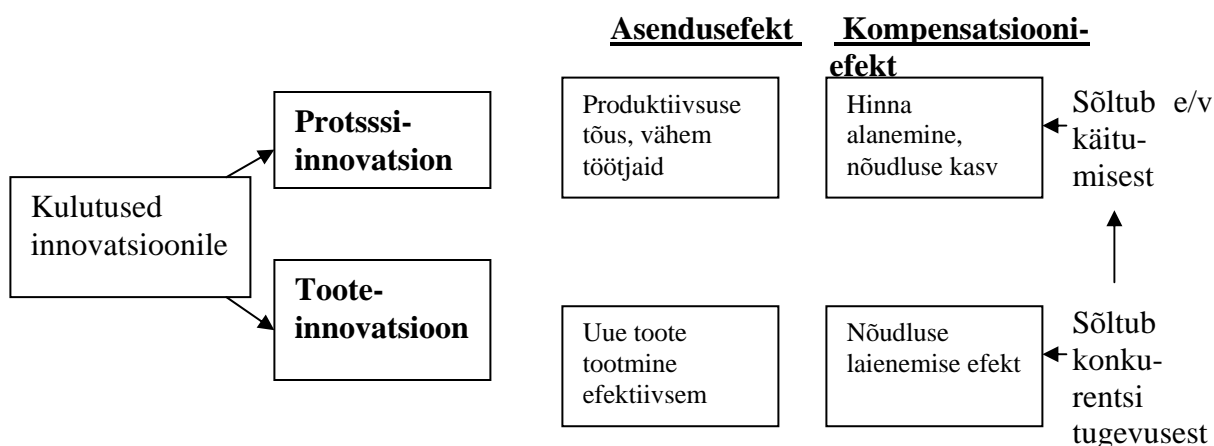 Asendusefekt Kompensatsiooni-
efekt
Kulutused
innovatsioonile
Protsssi-
innovatsion
Produktiivsuse
tõus, vähem
töötjaid
Hinna
alanemine,
nõudluse kasv
Sõltub e/v
käitu-
misest
Toote-
innovatsioon
Uue toote
tootmine
efektiivsem
Nõudluse
laienemise efekt
Sõltub
konku-
rentsi
tugevusest